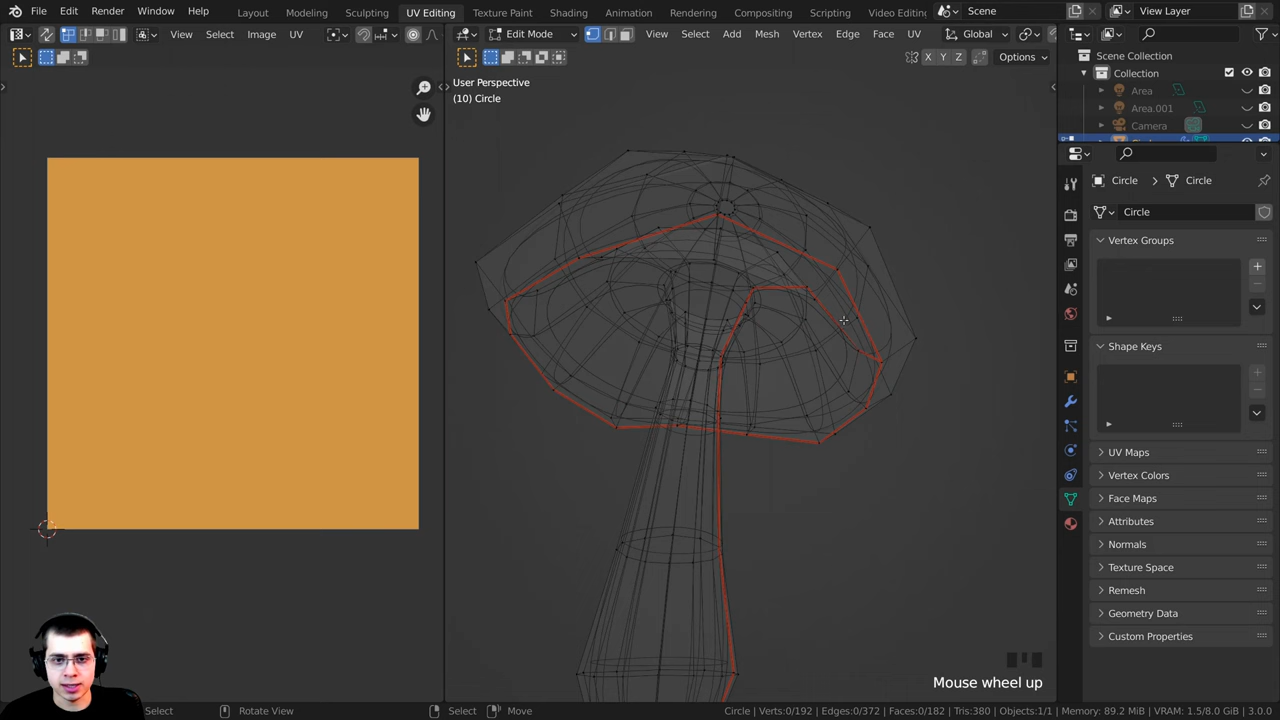 File Edit Render Window Help Layout Modeling Sculpting UV Editing Texture Paint Shading Animation Rendering Compositing Scripting Video Editin Scene View Layer
View Select Image UV Edit Mode View Select Add Mesh Vertex Edge Face UV Global
X Y Z Options Scene Collection
Collection
User Perspective
(10) Circle
Area
Area.001
Camera
Circle Circle
Circle
Vertex Groups
Shape Keys
UV Maps
Vertex Colors
Face Maps
Attributes
Normals
Texture Space
Remesh
Geometry Data
Custom Properties
Mouse wheel up
Select Rotate View Select Move Circle | Verts:0/192 | Edges:0/372 | Faces:0/182 | Tris:380 | Objects:1/1 | Memory: 89.2 MiB | VRAM: 1.5/8.0 GiB | 3.0.0